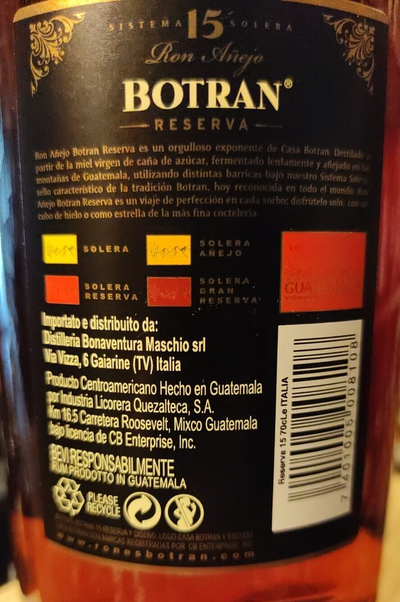 SISTEMA 15 SOLERA
Ron Añejo
BOTRAN®
RESERVA
Ron Añejo Botran Reserva es un orgulloso exponente de Casa Botran. Destilado a
partir de la miel virgen de caña de azúcar, fermentado lentamente y añejado en las
montañas de Guatemala, utilizando distintas barricas bajo nuestro Sistema Solera,
sello característico de la tradición Botran, hoy reconocida en todo el mundo. Ron
Añejo Botran Reserva es un viaje de perfección en cada sorbo; disfrútelo solo, con un
cubo de hielo o como estrella de la más fina coctelería.
SOLERA
SOLERA
AÑEJO
SOLERA
RESERVA
SOLERA
GRAN
RESERVA
GUATEMALA
Importato e distribuito da:
Distilleria Bonaventura Maschio srl
Via Vizza, 6 Gaiarine (TV) Italia
Producto Centroamericano Hecho en Guatemala
por Industria Licorera Quezalteca, S.A.
Km 16.5 Carretera Roosevelt, Mixco Guatemala
bajo licencia de CB Enterprise, Inc.
BEVI RESPONSABILMENTE
RUM PRODOTTO IN GUATEMALA
PLEASE
RECYCLE
Reserva 15 70cLe ITALIA
7401005008108
www.ronesbotran.com